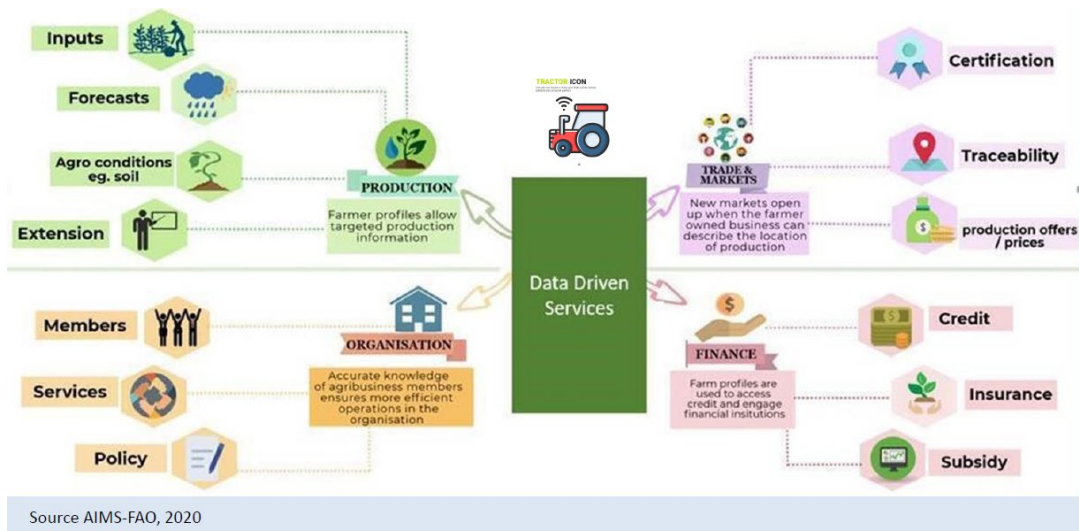 Inputs
Forecasts
Agro conditions
eg. soil
Extension
PRODUCTION
Farmer profiles allow
targeted production
information
TRACTOR ICON
Data Driven
Services
TRADE &
MARKETS
New markets open
up when the farmer
owned business can
describe the location
of production
Certification
Traceability
production offers
/ prices
$
Members
Services
Policy
ORGANISATION
Accurate knowledge
of agribusiness members
ensures more efficient
operations in the
organisation
$
FINANCE
Farm profiles are
used to access
credit and engage
financial insitutions
$
Credit
Insurance
Subsidy
Source AIMS-FAO, 2020